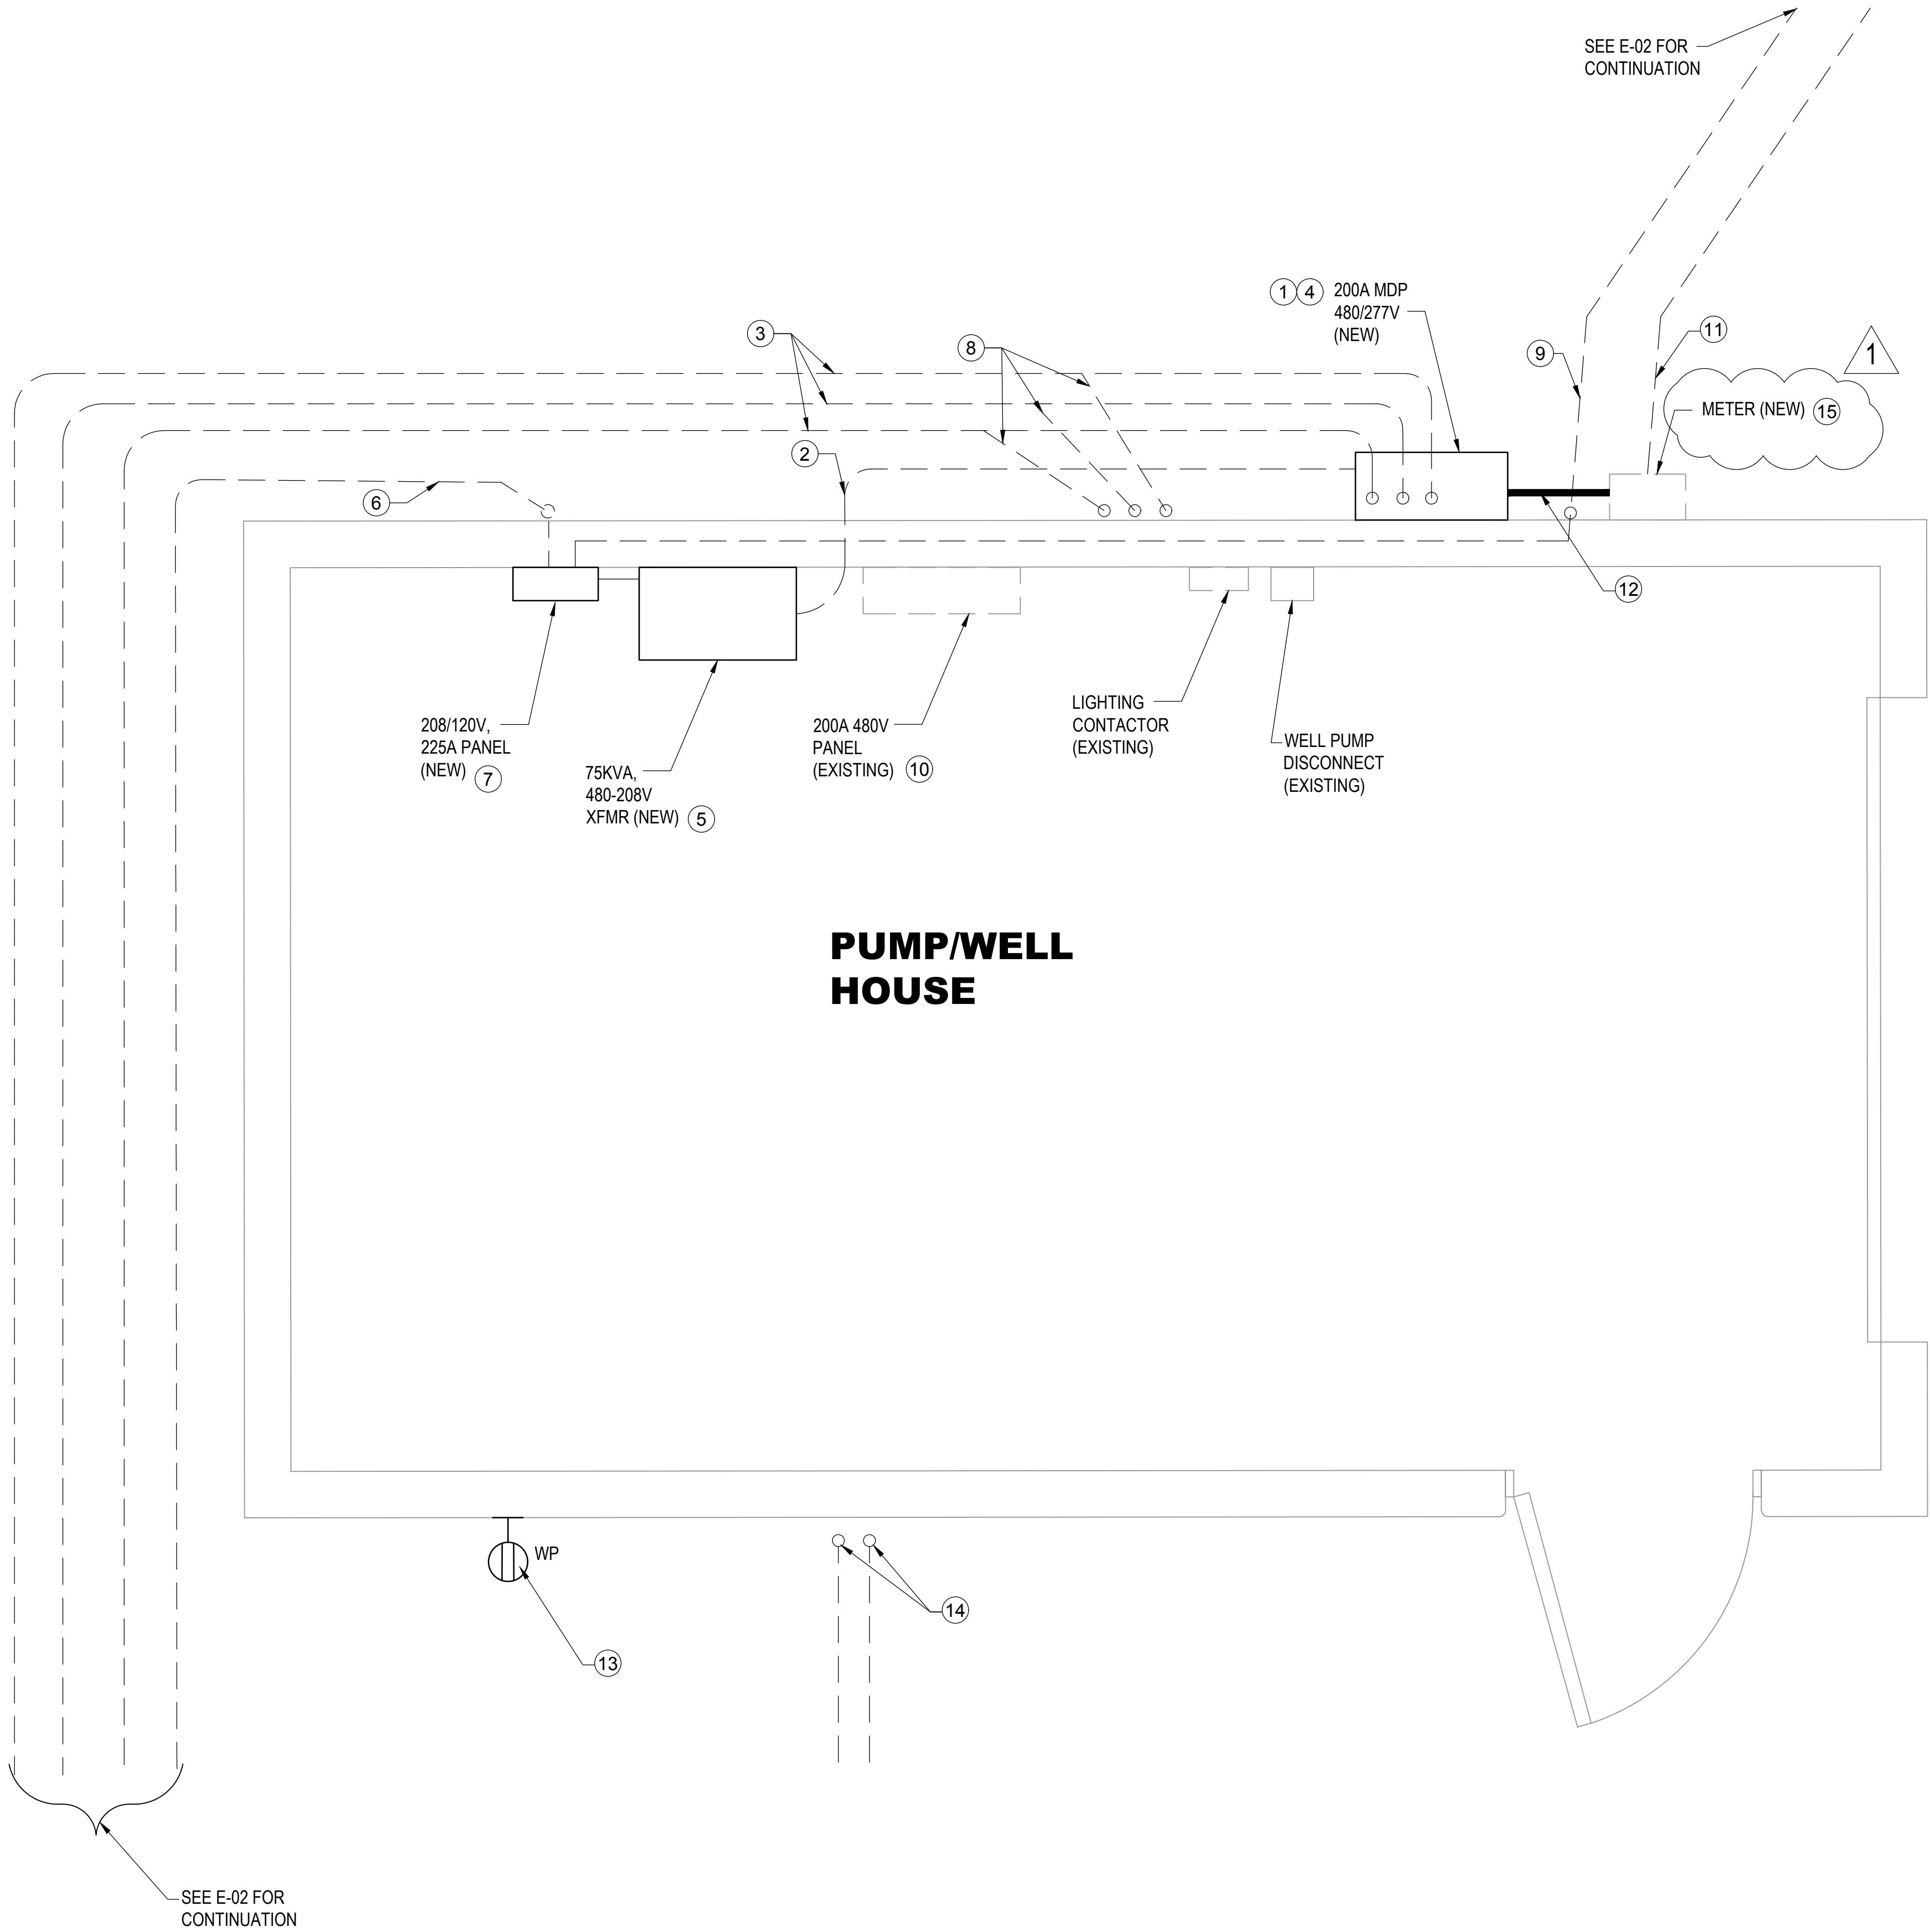 SEE E-02 FOR
CONTINUATION
1 4 200A MDP
480/277V
(NEW)
3
8
9
11
1
METER (NEW) 15
2
6
12
208/120V,
225A PANEL
(NEW) 7
75KVA,
480-208V
XFMR (NEW) 5
200A 480V
PANEL
(EXISTING) 10
LIGHTING
CONTACTOR
(EXISTING)
WELL PUMP
DISCONNECT
(EXISTING)
PUMP/WELL
HOUSE
WP
14
13
SEE E-02 FOR
CONTINUATION